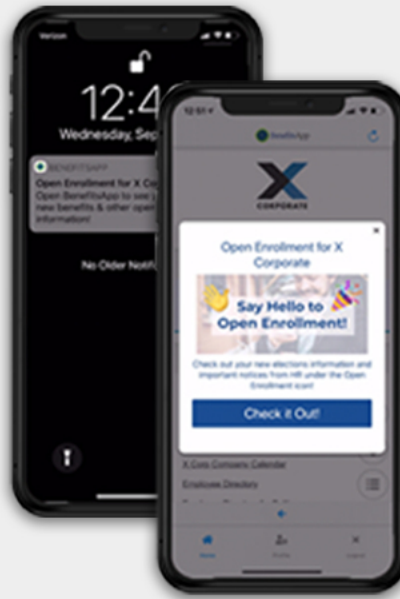 Verizon
12:4
Wednesday, Sep
BENEFITSAPP
Open Enrollment for X Co
Open BenefitsApp to see
new benefits & other open
information!
No Older Notifi
12:51
BenefitsApp
X
CORPORATE
Open Enrollment for X
Corporate
Say Hello to
Open Enrollment!
Check out your new elections information and
important notices from HR under the Open
Enrollment icon!
Check it Out!
X Corp Company Calendar
Employee Directory
Home
Profile
Logout